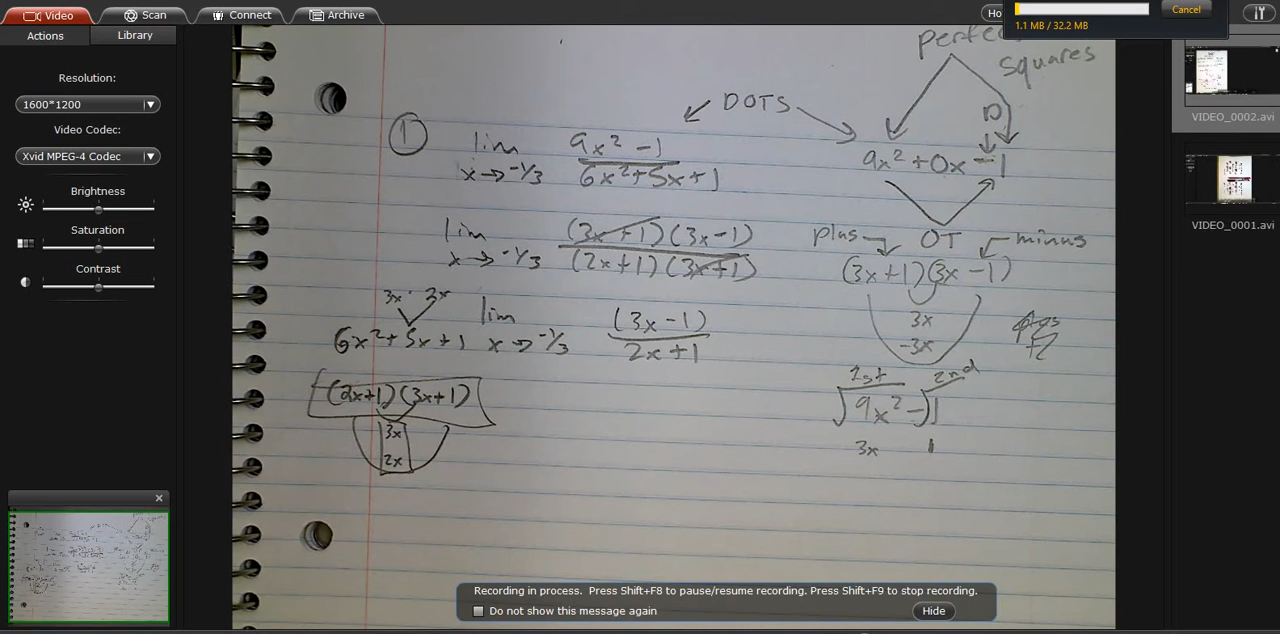 Video
Scan
Connect
Archive
Ho
1.1 MB / 32.2 MB
Cancel
Actions
Library
Resolution:
1600*1200
Video Codec:
Xvid MPEG-4 Codec
Brightness
Saturation
Contrast
VIDEO_0002.avi
VIDEO_0001.avi
perfe
squares
DOTS
①
lim x→-1/3 9x² -1 / 6x²+5x+1
9x² +0x -1
lim x→-1/3 (3x+1)(3x-1) / (2x+1)(3x+1)
plus OT minus
(3x+1)(3x-1)
3x
-3x
3x · 3x
6x²+5x+1
lim x→-1/3 (3x-1) / 2x+1
(2x+1)(3x+1)
3x
2x
1st 2nd
√9x² - √1
3x 1
Recording in process. Press Shift+F8 to pause/resume recording. Press Shift+F9 to stop recording.
Do not show this message again
Hide